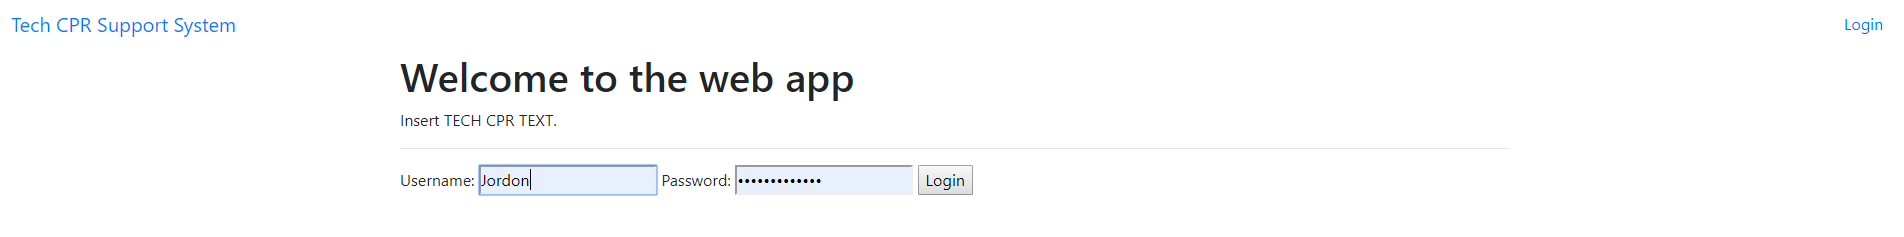 Tech CPR Support System Login
Welcome to the web app
Insert TECH CPR TEXT.
Username: Jordon Password: ••••••••••••• Login